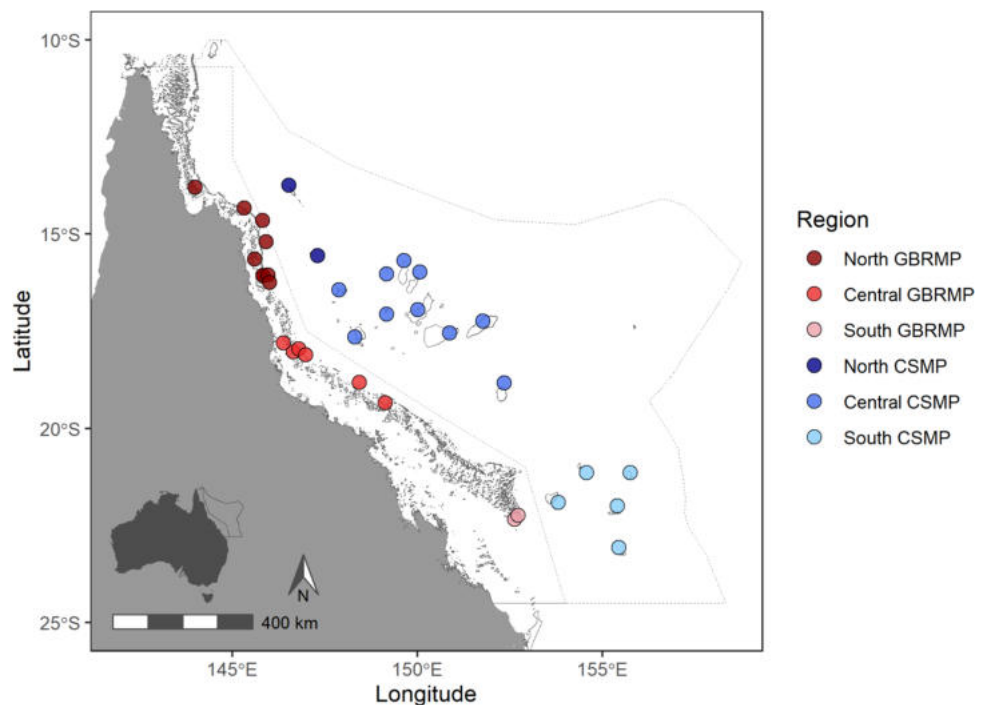 10°S
15°S
20°S
25°S
Latitude
145°E
150°E
155°E
Longitude
N
400 km
Region
North GBRMP
Central GBRMP
South GBRMP
North CSMP
Central CSMP
South CSMP